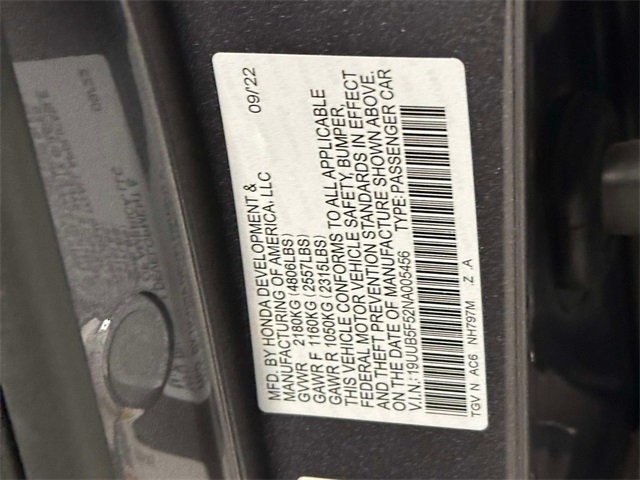 MFD. BY HONDA DEVELOPMENT & 09/'22
MANUFACTURING OF AMERICA, LLC
GVWR 2180KG (4806LBS)
GAWR F 1160KG (2557LBS)
GAWR R 1050KG (2315LBS)
THIS VEHICLE CONFORMS TO ALL APPLICABLE
FEDERAL MOTOR VEHICLE SAFETY, BUMPER,
AND THEFT PREVENTION STANDARDS IN EFFECT
ON THE DATE OF MANUFACTURE SHOWN ABOVE.
V.I.N.: 19UUB5F52NA005456 TYPE:PASSENGER CAR
TGV N AC6 NH797M Z A